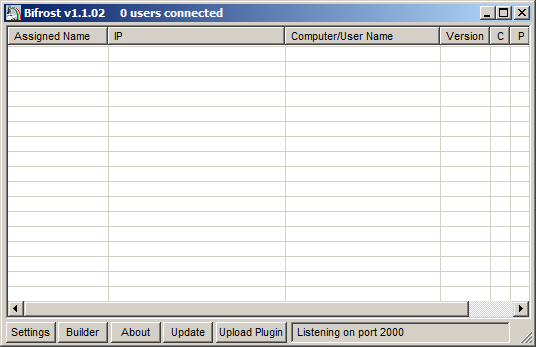 Bifrost v1.1.02 0 users connected
Assigned Name IP Computer/User Name Version C P
Settings Builder About Update Upload Plugin Listening on port 2000